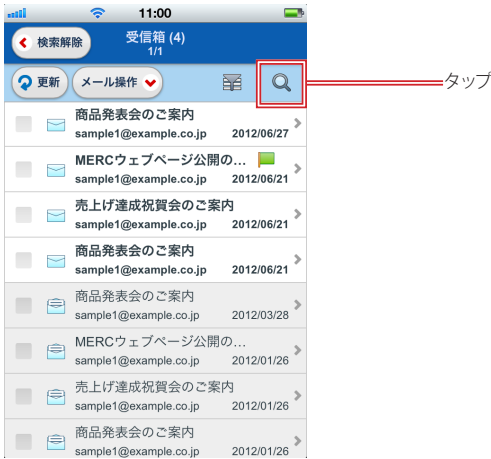 11:00
検索解除
受信箱 (4)
1/1
更新
メール操作
タップ
商品発表会のご案内
sample1@example.co.jp 2012/06/27
MERCウェブページ公開の...
sample1@example.co.jp 2012/06/21
売上げ達成祝賀会のご案内
sample1@example.co.jp 2012/06/21
商品発表会のご案内
sample1@example.co.jp 2012/06/21
商品発表会のご案内
sample1@example.co.jp 2012/03/28
MERCウェブページ公開の...
sample1@example.co.jp 2012/01/26
売上げ達成祝賀会のご案内
sample1@example.co.jp 2012/01/26
商品発表会のご案内
sample1@example.co.jp 2012/01/26